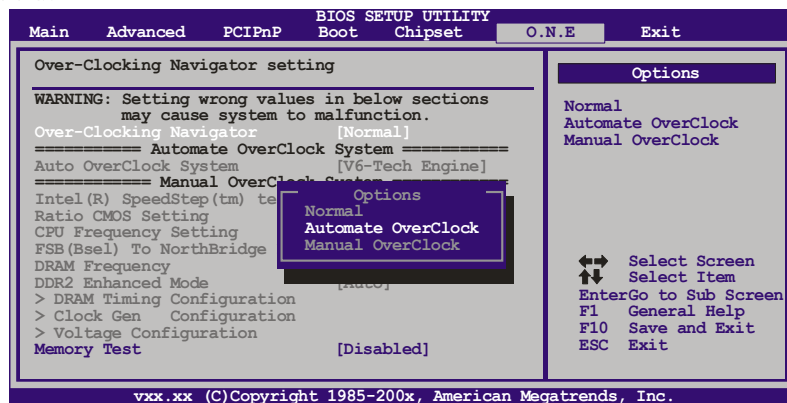 BIOS SETUP UTILITY
Main Advanced PCIPnP Boot Chipset O.N.E Exit
Over-Clocking Navigator setting
WARNING: Setting wrong values in below sections
may cause system to malfunction.
Over-Clocking Navigator [Normal]
=========== Automate OverClock System ===========
Auto OverClock System [V6-Tech Engine]
============ Manual OverClock System ============
Intel(R) SpeedStep(tm) te
Ratio CMOS Setting
CPU Frequency Setting
FSB(Bsel) To NorthBridge
DRAM Frequency
DDR2 Enhanced Mode [Auto]
> DRAM Timing Configuration
> Clock Gen Configuration
> Voltage Configuration
Memory Test [Disabled]
Options
Normal
Automate OverClock
Manual OverClock
Options
Normal
Automate OverClock
Manual OverClock
Select Screen
Select Item
EnterGo to Sub Screen
F1 General Help
F10 Save and Exit
ESC Exit
vxx.xx (C)Copyright 1985-200x, American Megatrends, Inc.